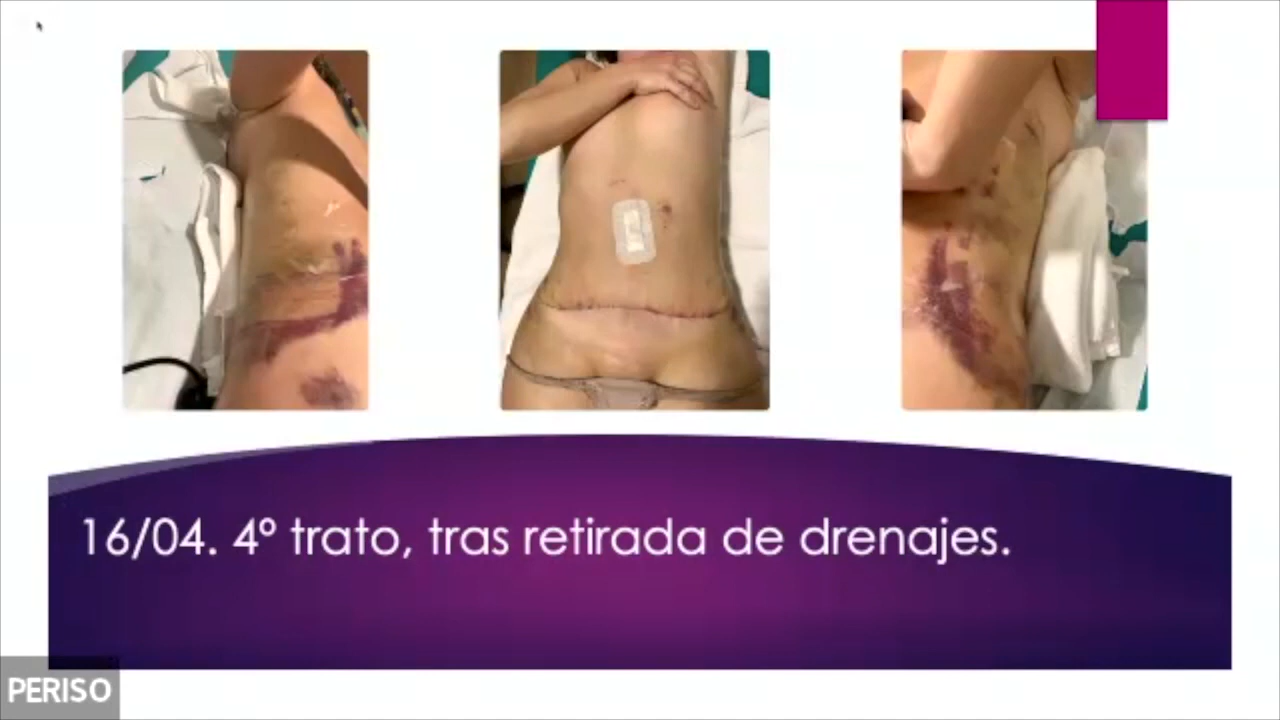 16/04. 4º trato, tras retirada de drenajes.
PERISO